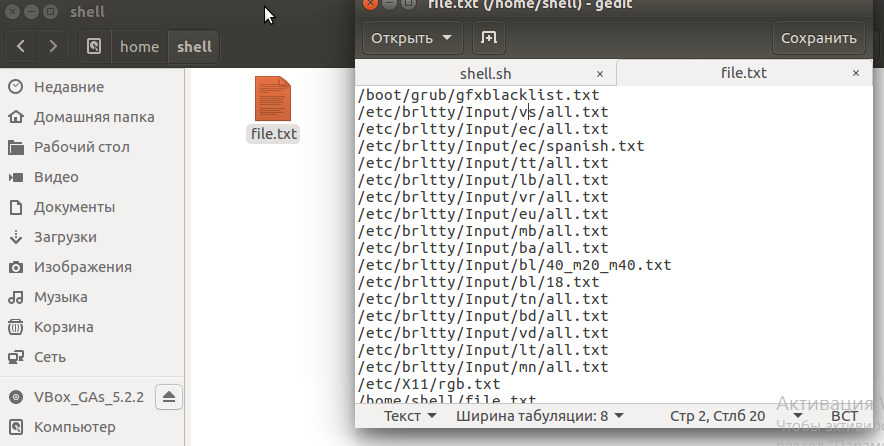 shell
file.txt (/home/shell) - gedit
home
shell
Открыть
Сохранить
shell.sh ×
file.txt ×
Недавние
Домашняя папка
Рабочий стол
Видео
Документы
Загрузки
Изображения
Музыка
Корзина
Сеть
VBox_GAs_5.2.2
Компьютер
file.txt
/boot/grub/gfxblacklist.txt
/etc/brltty/Input/vs/all.txt
/etc/brltty/Input/ec/all.txt
/etc/brltty/Input/ec/spanish.txt
/etc/brltty/Input/tt/all.txt
/etc/brltty/Input/lb/all.txt
/etc/brltty/Input/vr/all.txt
/etc/brltty/Input/eu/all.txt
/etc/brltty/Input/mb/all.txt
/etc/brltty/Input/ba/all.txt
/etc/brltty/Input/bl/40_m20_m40.txt
/etc/brltty/Input/bl/18.txt
/etc/brltty/Input/tn/all.txt
/etc/brltty/Input/bd/all.txt
/etc/brltty/Input/vd/all.txt
/etc/brltty/Input/lt/all.txt
/etc/brltty/Input/mn/all.txt
/etc/X11/rgb.txt
/home/shell/file.txt
Текст
Ширина табуляции: 8
Стр 2, Стлб 20
ВСТ
Активация
Чтобы